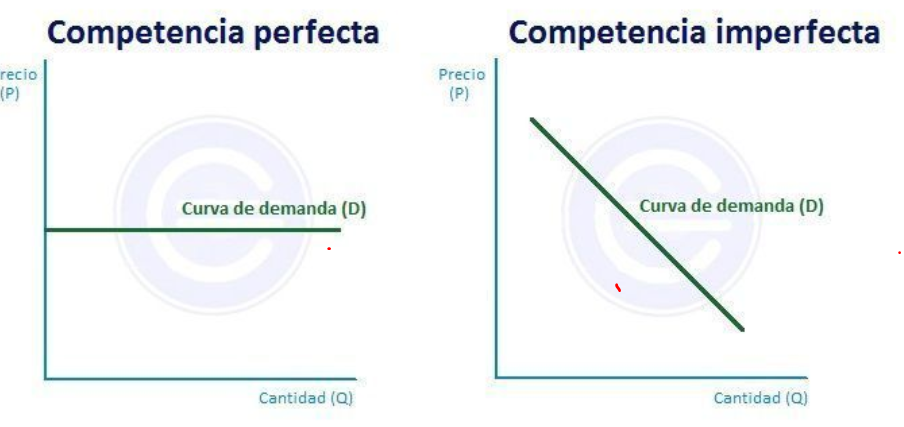 Competencia perfecta
recio
(P)
Curva de demanda (D)
Cantidad (Q)
Competencia imperfecta
Precio
(P)
Curva de demanda (D)
Cantidad (Q)